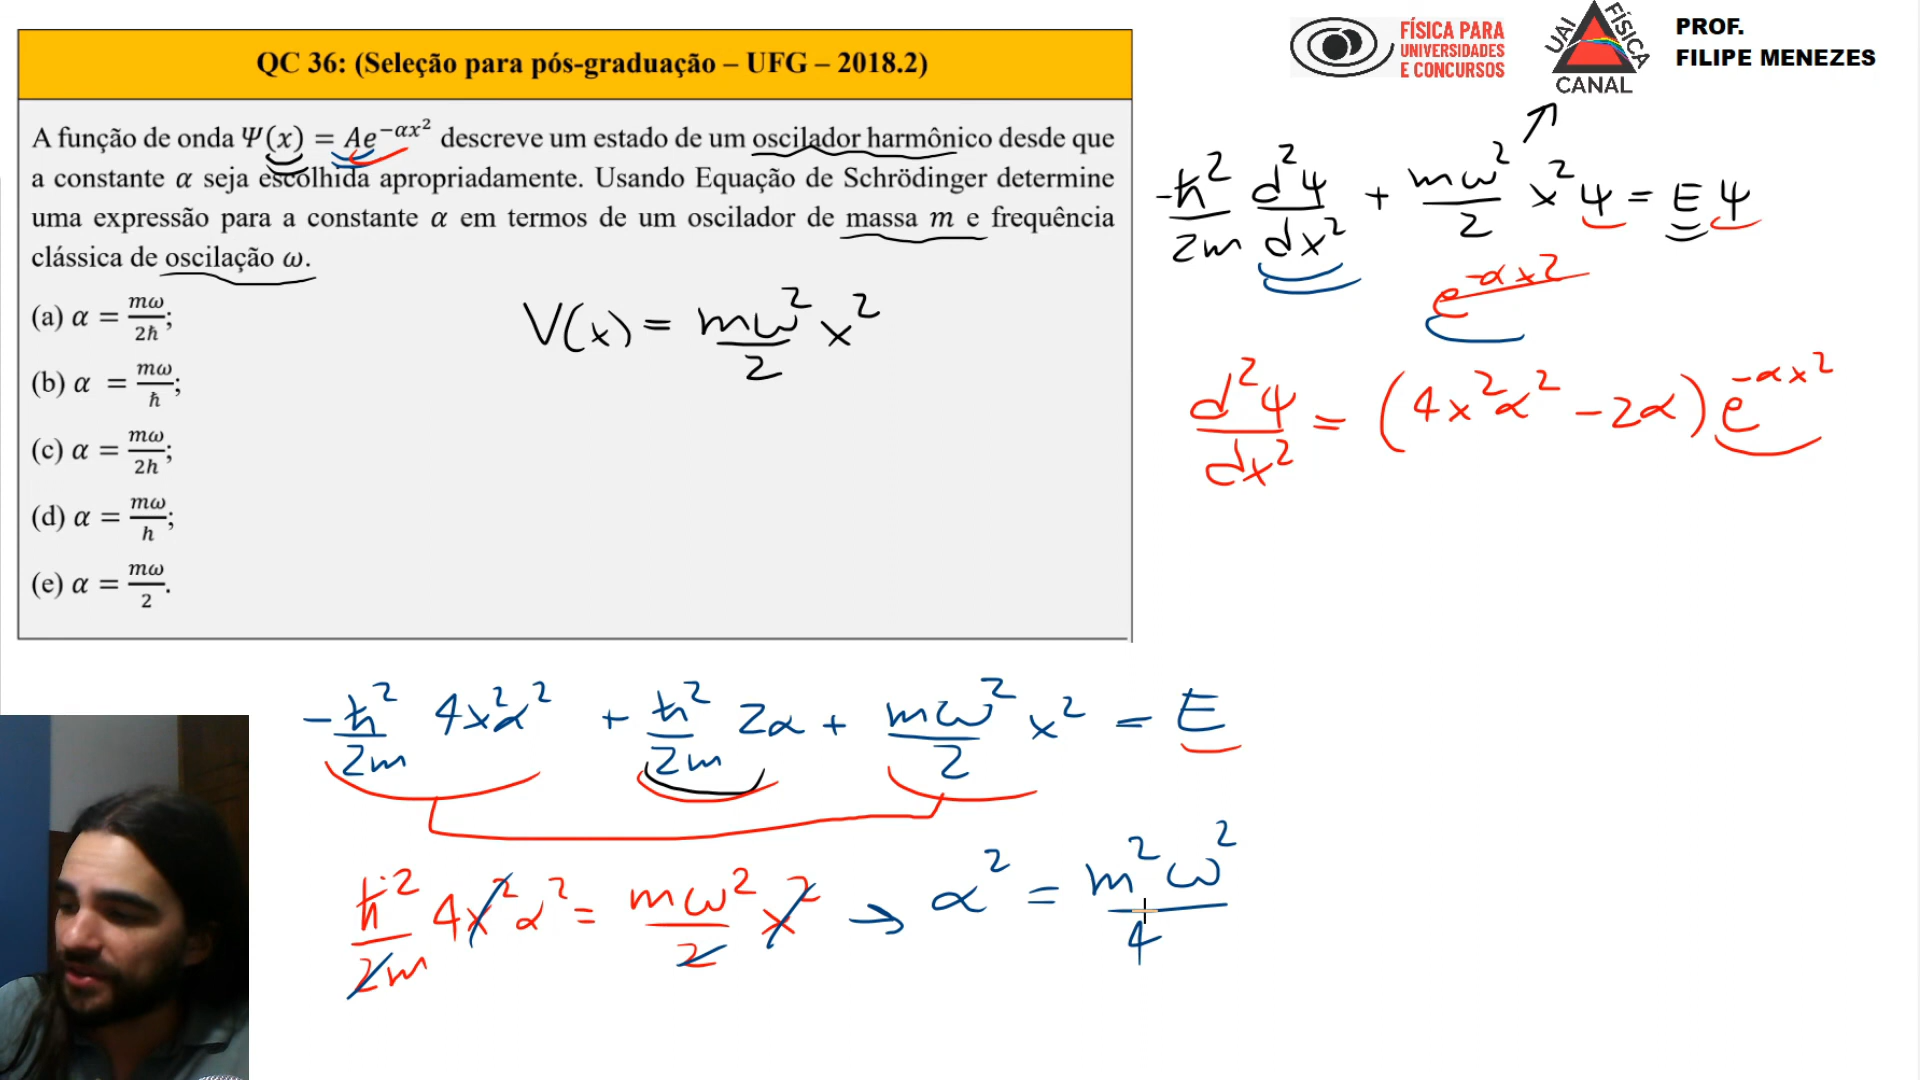 QC 36: (Seleção para pós-graduação – UFG – 2018.2)
A função de onda Ψ(x) = Ae^{-αx²} descreve um estado de um oscilador harmônico desde que
a constante α seja escolhida apropriadamente. Usando Equação de Schrödinger determine
uma expressão para a constante α em termos de um oscilador de massa m e frequência
clássica de oscilação ω.
(a) α = mω/2ħ;
(b) α = mω/ħ;
(c) α = mω/2h;
(d) α = mω/h;
(e) α = mω/2.
V(x) = mω²/2 x²
FÍSICA PARA
UNIVERSIDADES
E CONCURSOS
UAI FÍSICA
CANAL
PROF.
FILIPE MENEZES
-ħ²/2m d²Ψ/dx² + mω²/2 x² Ψ = E Ψ
e^{-αx²}
d²Ψ/dx² = (4x²α² - 2α) e^{-αx²}
-ħ²/2m 4x²α² + ħ²/2m 2α + mω²/2 x² = E
ħ²/2m 4x²α² = mω²/2 x² → α² = m²ω²/4